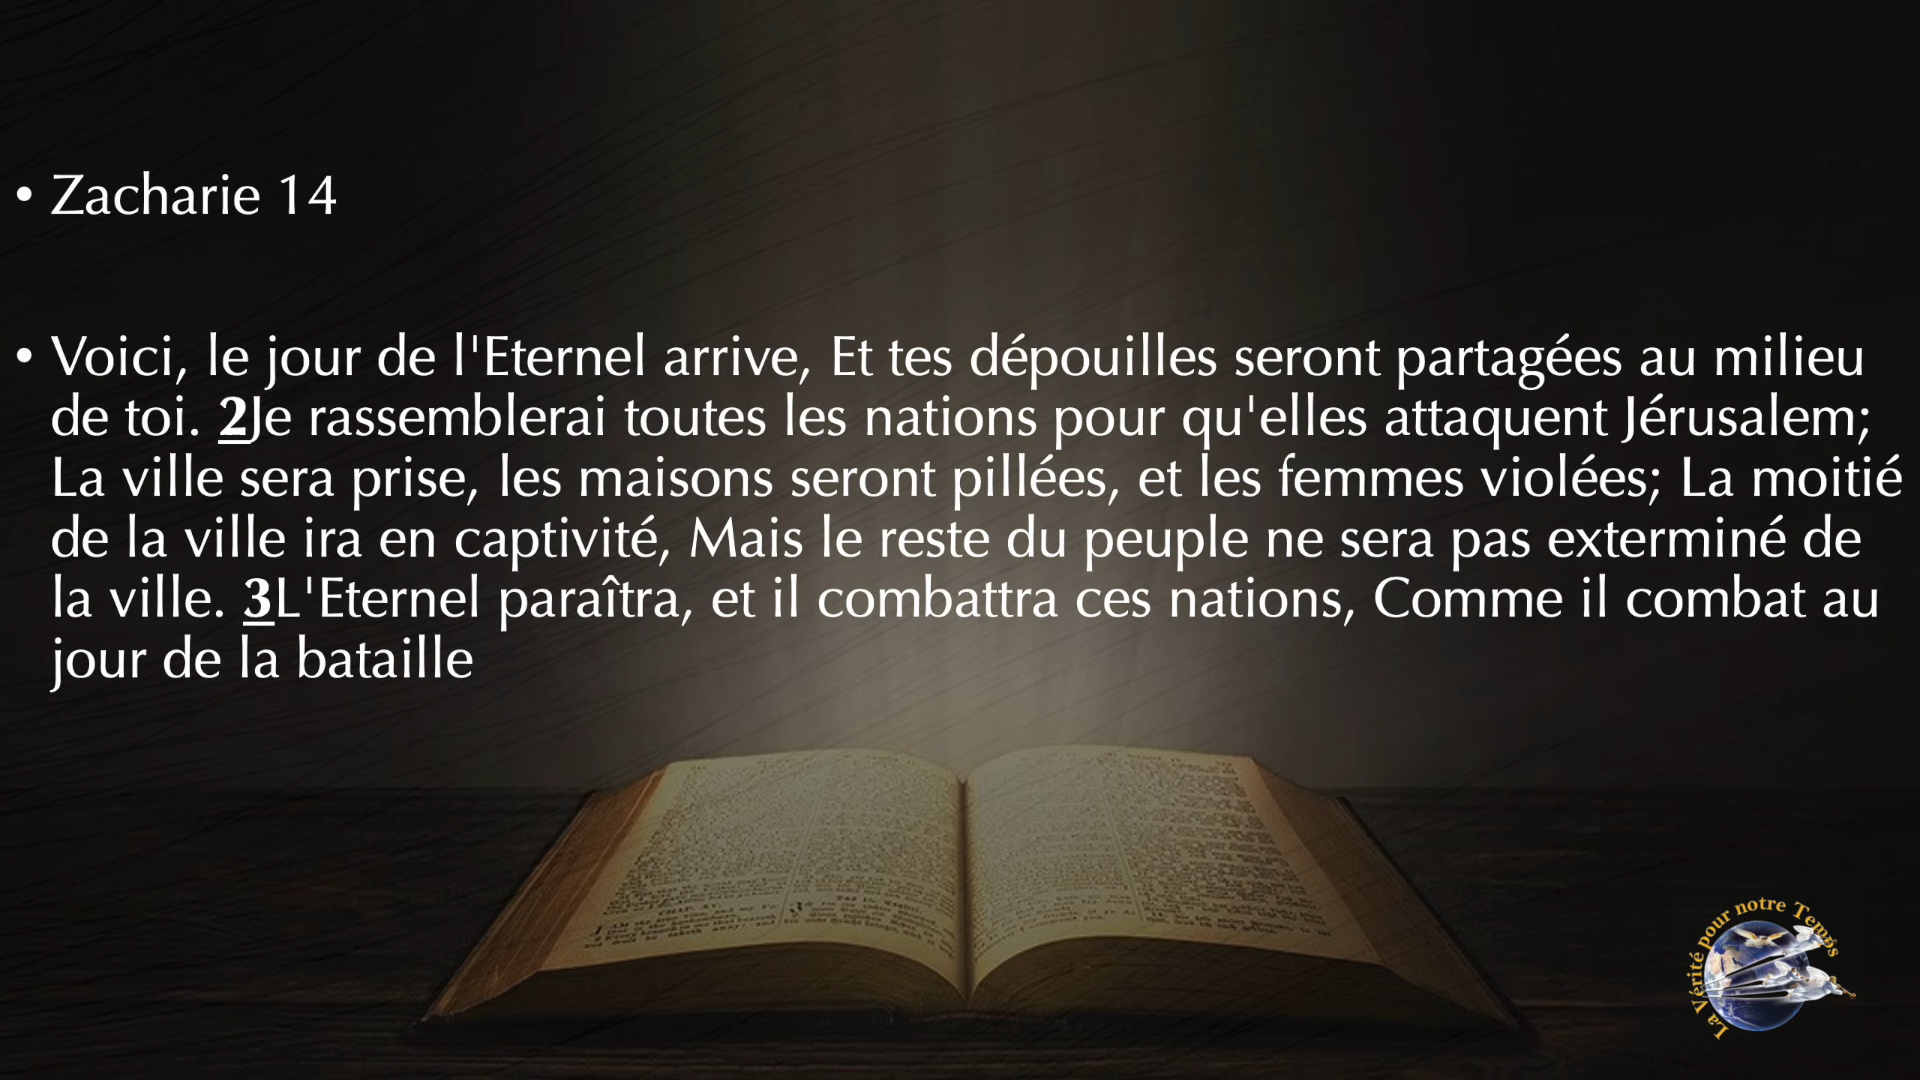 • Zacharie 14
• Voici, le jour de l'Eternel arrive, Et tes dépouilles seront partagées au milieu
de toi. 2Je rassemblerai toutes les nations pour qu'elles attaquent Jérusalem;
La ville sera prise, les maisons seront pillées, et les femmes violées; La moitié
de la ville ira en captivité, Mais le reste du peuple ne sera pas exterminé de
la ville. 3L'Eternel paraîtra, et il combattra ces nations, Comme il combat au
jour de la bataille
La Vérité pour notre Temps